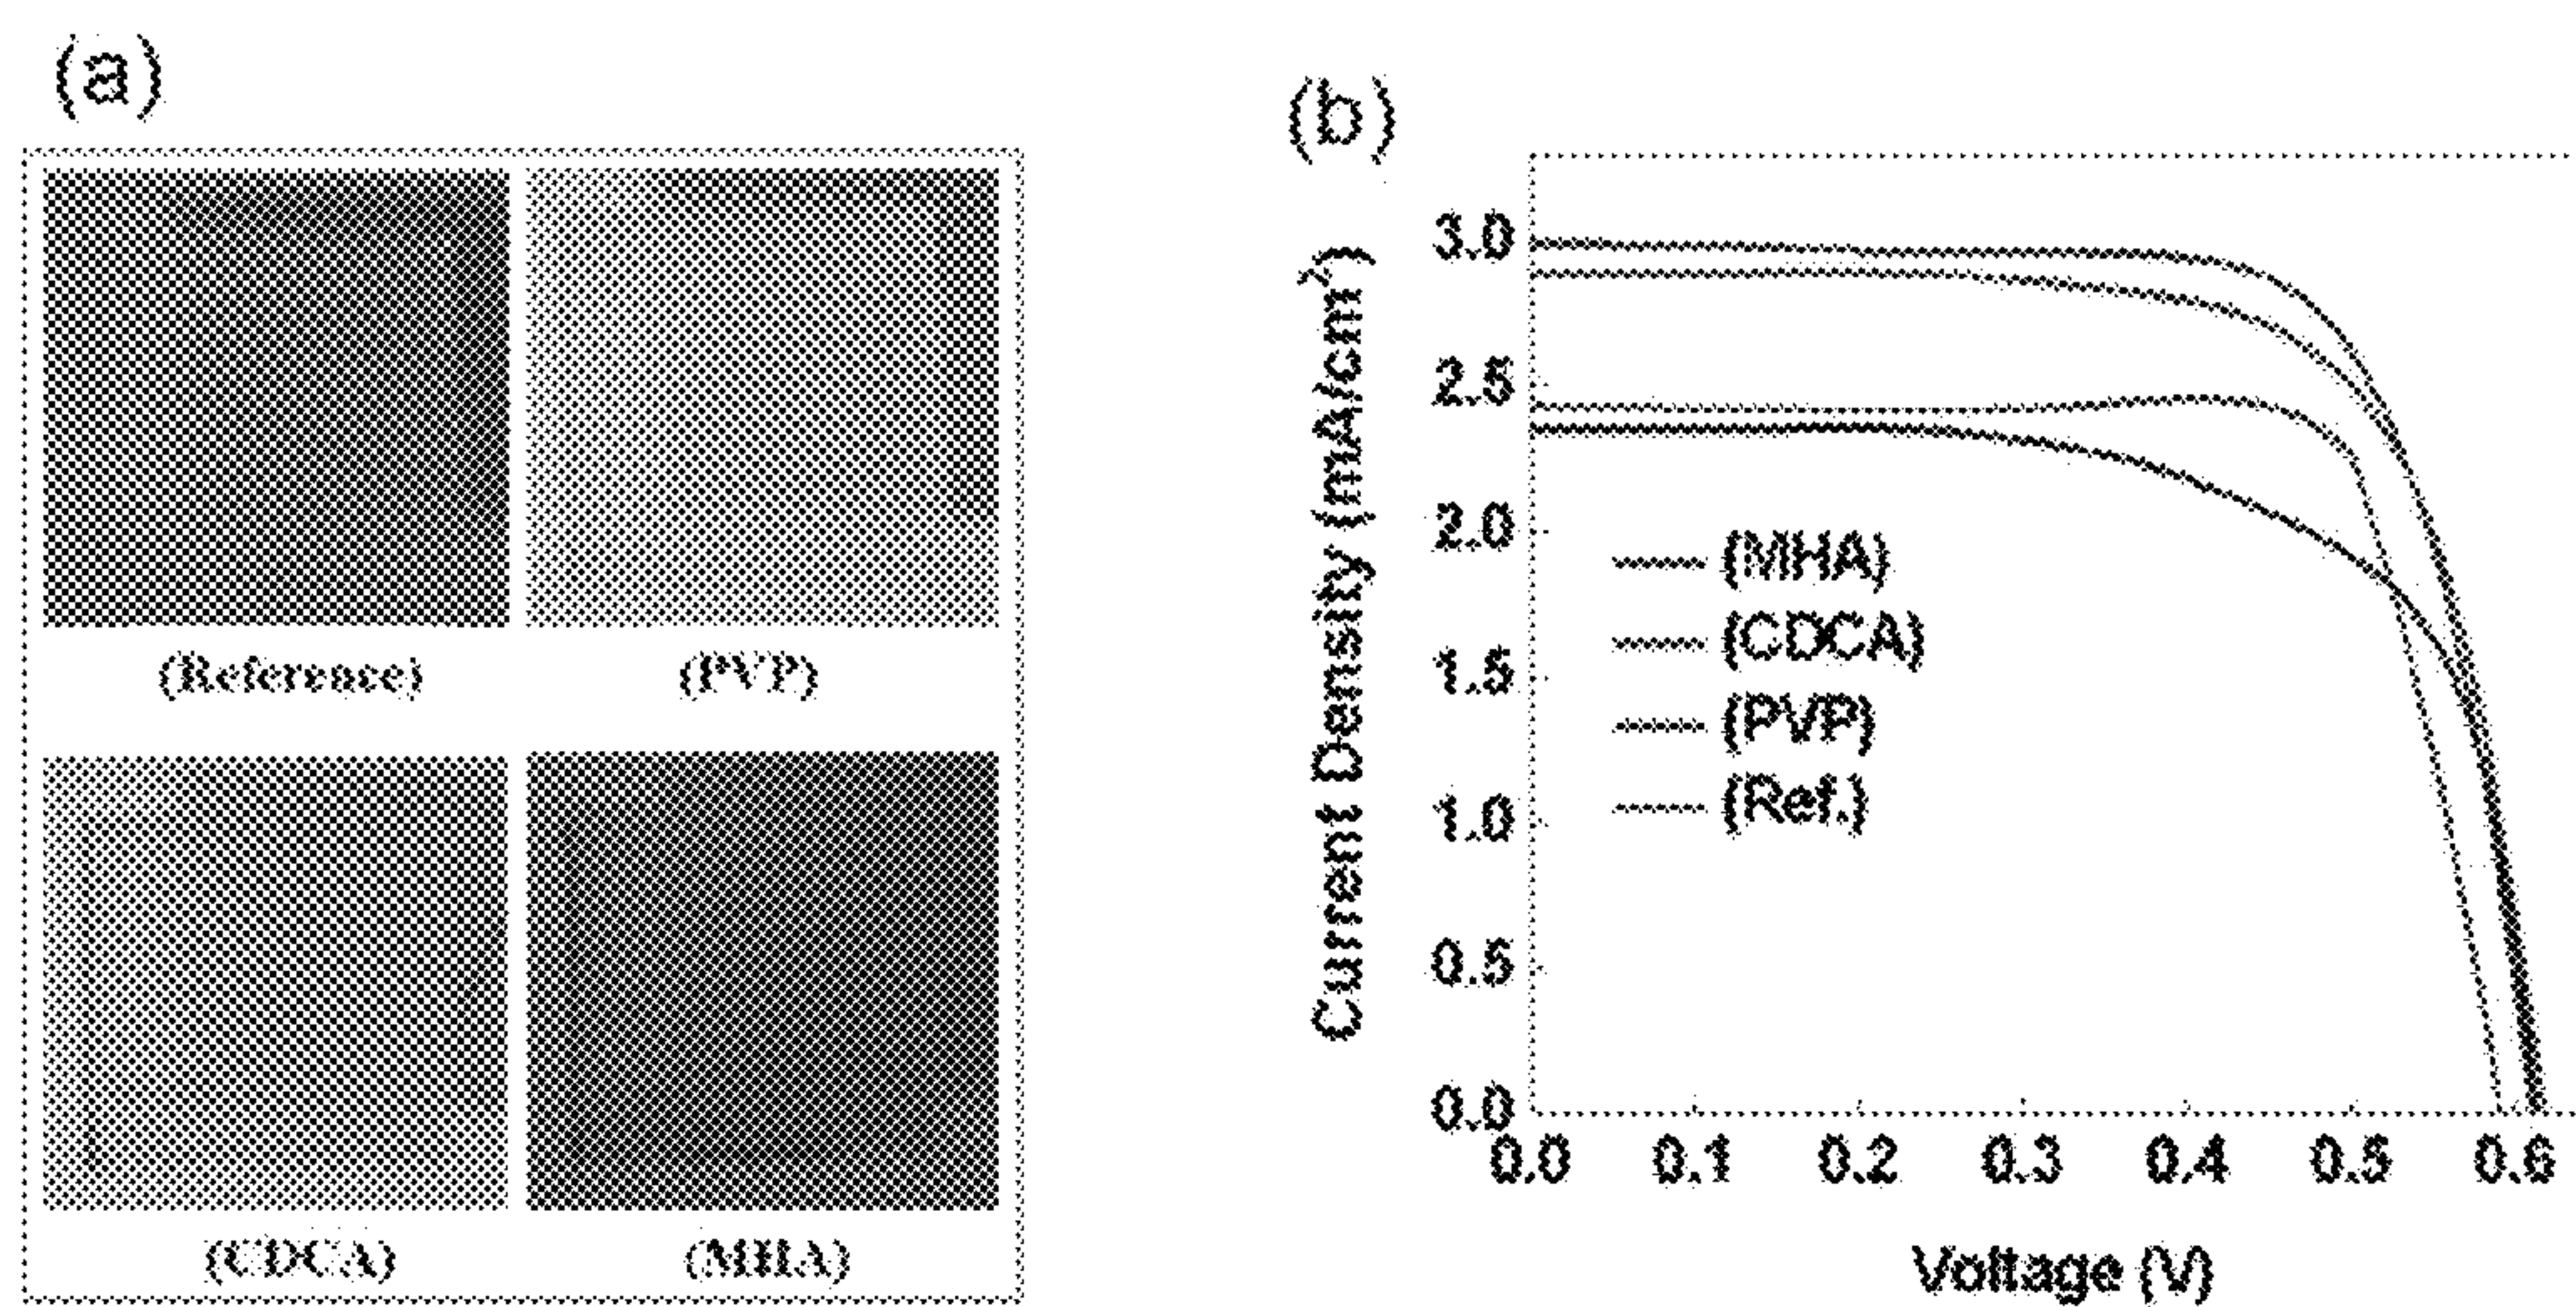 (a)
(Reference)
(PVP)
(CDCA)
(MHA)
(b)
Current Density (mA/cm²)
3.0
2.5
2.0
1.5
1.0
0.5
0.0
(MHA)
(CDCA)
(PVP)
(Ref.)
0.0 0.1 0.2 0.3 0.4 0.5 0.6
Voltage (V)